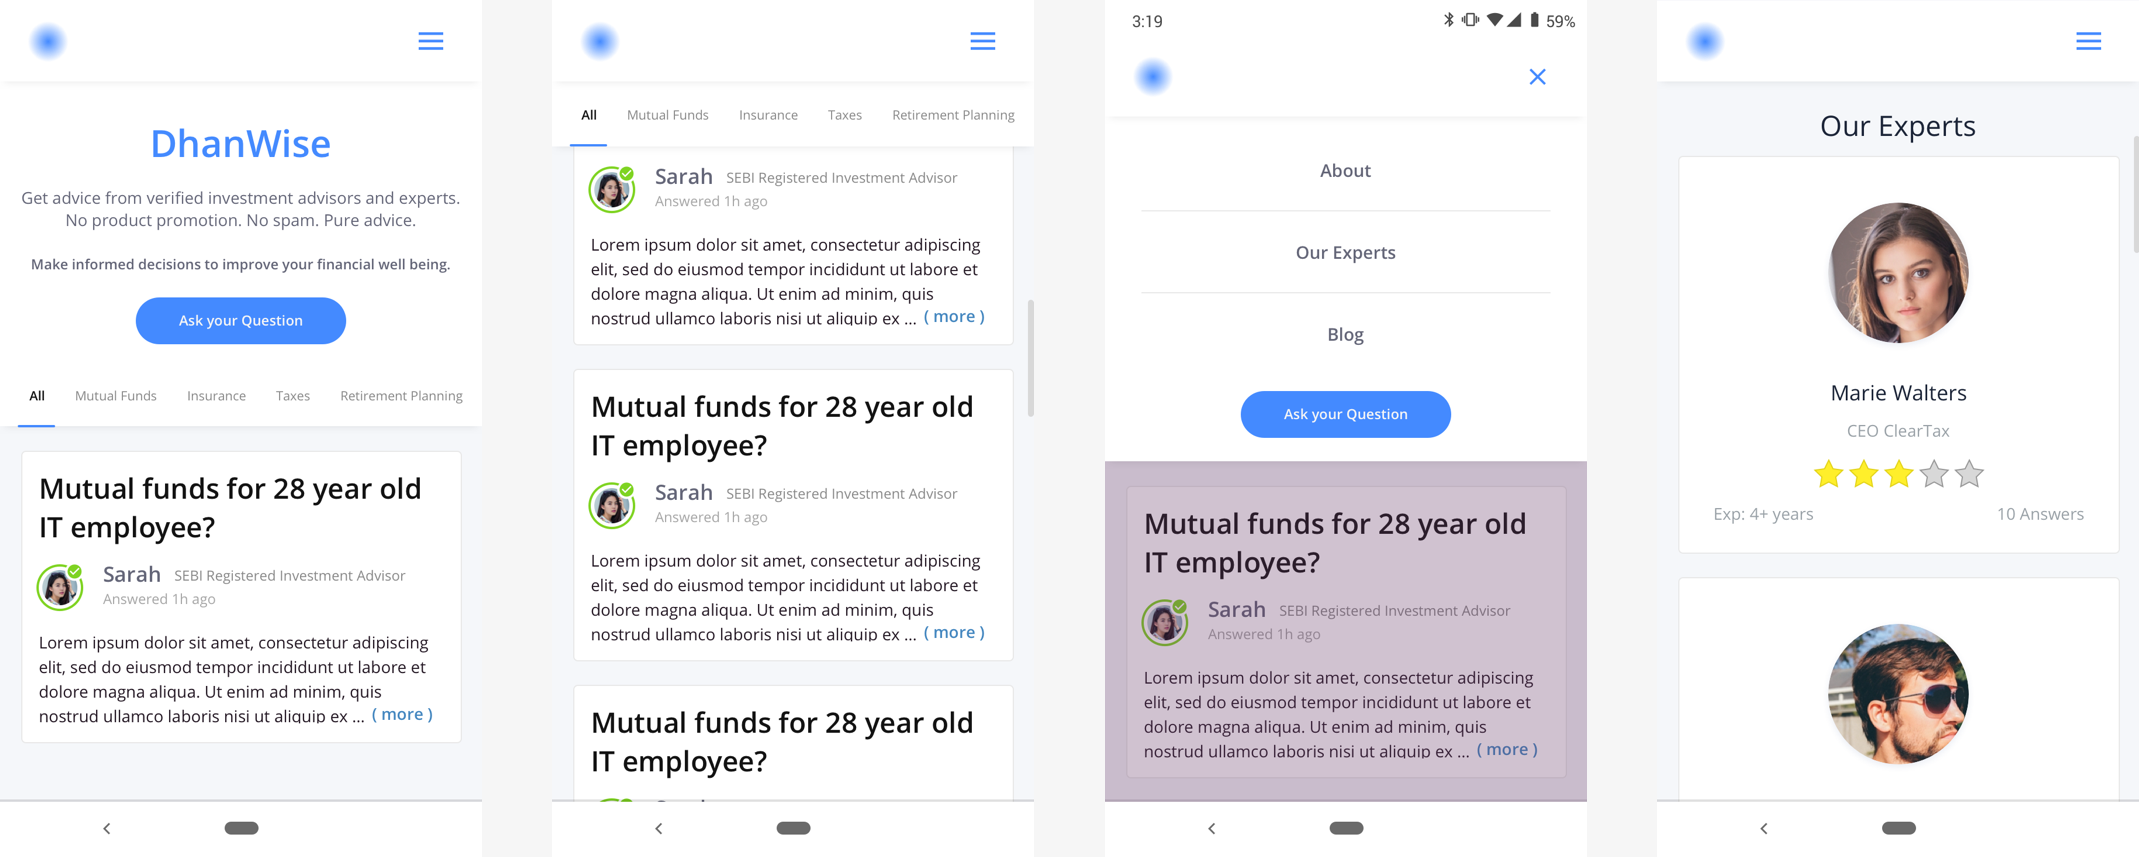 DhanWise
Get advice from verified investment advisors and experts.
No product promotion. No spam. Pure advice.
Make informed decisions to improve your financial well being.
Ask your Question
All Mutual Funds Insurance Taxes Retirement Planning
Mutual funds for 28 year old
IT employee?
Sarah SEBI Registered Investment Advisor
Answered 1h ago
Lorem ipsum dolor sit amet, consectetur adipiscing
elit, sed do eiusmod tempor incididunt ut labore et
dolore magna aliqua. Ut enim ad minim, quis
nostrud ullamco laboris nisi ut aliquip ex ... ( more )
All Mutual Funds Insurance Taxes Retirement Planning
Sarah SEBI Registered Investment Advisor
Answered 1h ago
Lorem ipsum dolor sit amet, consectetur adipiscing
elit, sed do eiusmod tempor incididunt ut labore et
dolore magna aliqua. Ut enim ad minim, quis
nostrud ullamco laboris nisi ut aliquip ex ... ( more )
Mutual funds for 28 year old
IT employee?
Sarah SEBI Registered Investment Advisor
Answered 1h ago
Lorem ipsum dolor sit amet, consectetur adipiscing
elit, sed do eiusmod tempor incididunt ut labore et
dolore magna aliqua. Ut enim ad minim, quis
nostrud ullamco laboris nisi ut aliquip ex ... ( more )
Mutual funds for 28 year old
IT employee?
3:19 59%
About
Our Experts
Blog
Ask your Question
Mutual funds for 28 year old
IT employee?
Sarah SEBI Registered Investment Advisor
Answered 1h ago
Lorem ipsum dolor sit amet, consectetur adipiscing
elit, sed do eiusmod tempor incididunt ut labore et
dolore magna aliqua. Ut enim ad minim, quis
nostrud ullamco laboris nisi ut aliquip ex ... ( more )
Our Experts
Marie Walters
CEO ClearTax
Exp: 4+ years 10 Answers